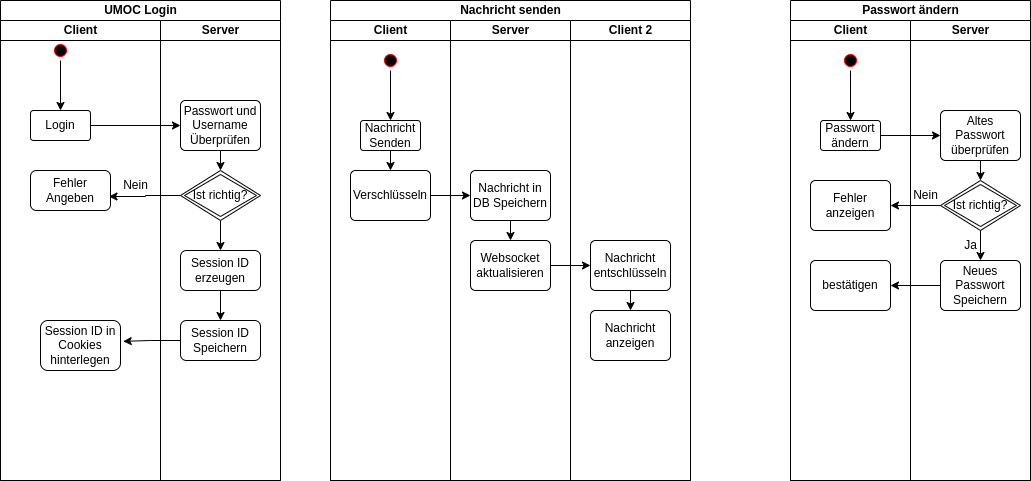 UMOC Login
Client
Server
Login
Passwort und
Username
Überprüfen
Ist richtig?
Nein
Fehler
Angeben
Session ID
erzeugen
Session ID
Speichern
Session ID in
Cookies
hinterlegen
Nachricht senden
Client
Server
Client 2
Nachricht
Senden
Verschlüsseln
Nachricht in
DB Speichern
Websocket
aktualisieren
Nachricht
entschlüsseln
Nachricht
anzeigen
Passwort ändern
Client
Server
Passwort
ändern
Altes
Passwort
überprüfen
Ist richtig?
Nein
Fehler
anzeigen
Ja
Neues
Passwort
Speichern
bestätigen